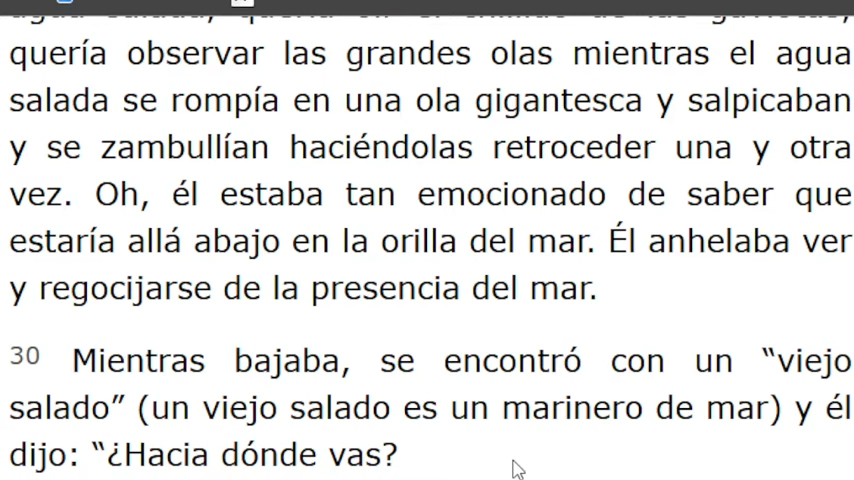 quería observar las grandes olas mientras el agua
salada se rompía en una ola gigantesca y salpicaban
y se zambullían haciéndolas retroceder una y otra
vez. Oh, él estaba tan emocionado de saber que
estaría allá abajo en la orilla del mar. Él anhelaba ver
y regocijarse de la presencia del mar.
30 Mientras bajaba, se encontró con un “viejo
salado” (un viejo salado es un marinero de mar) y él
dijo: “¿Hacia dónde vas?